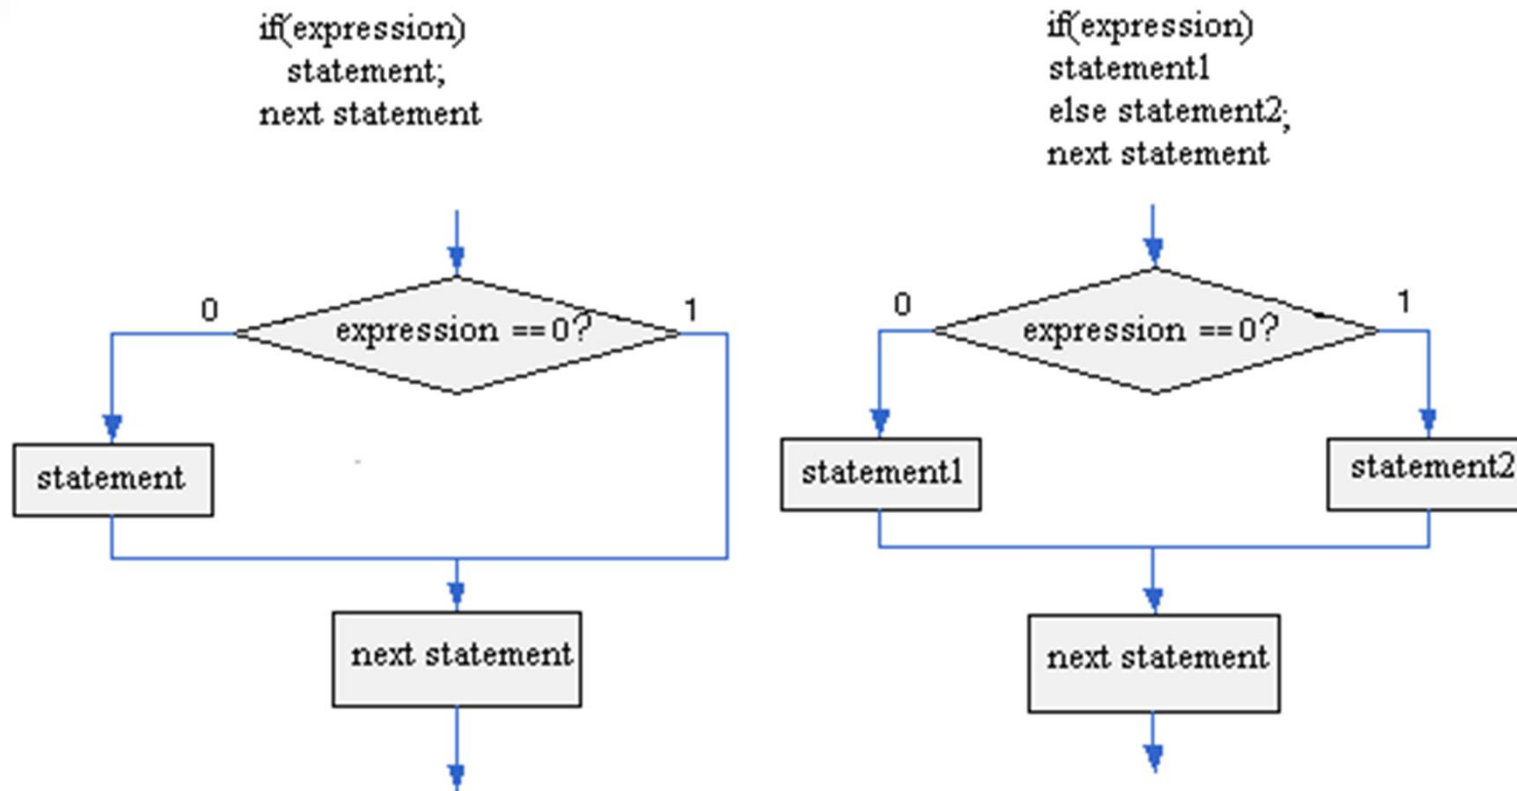 if(expression)
statement;
next statement
0
expression ==0?
1
statement
next statement
if(expression)
statement1
else statement2;
next statement
0
expression ==0?
1
statement1
statement2
next statement